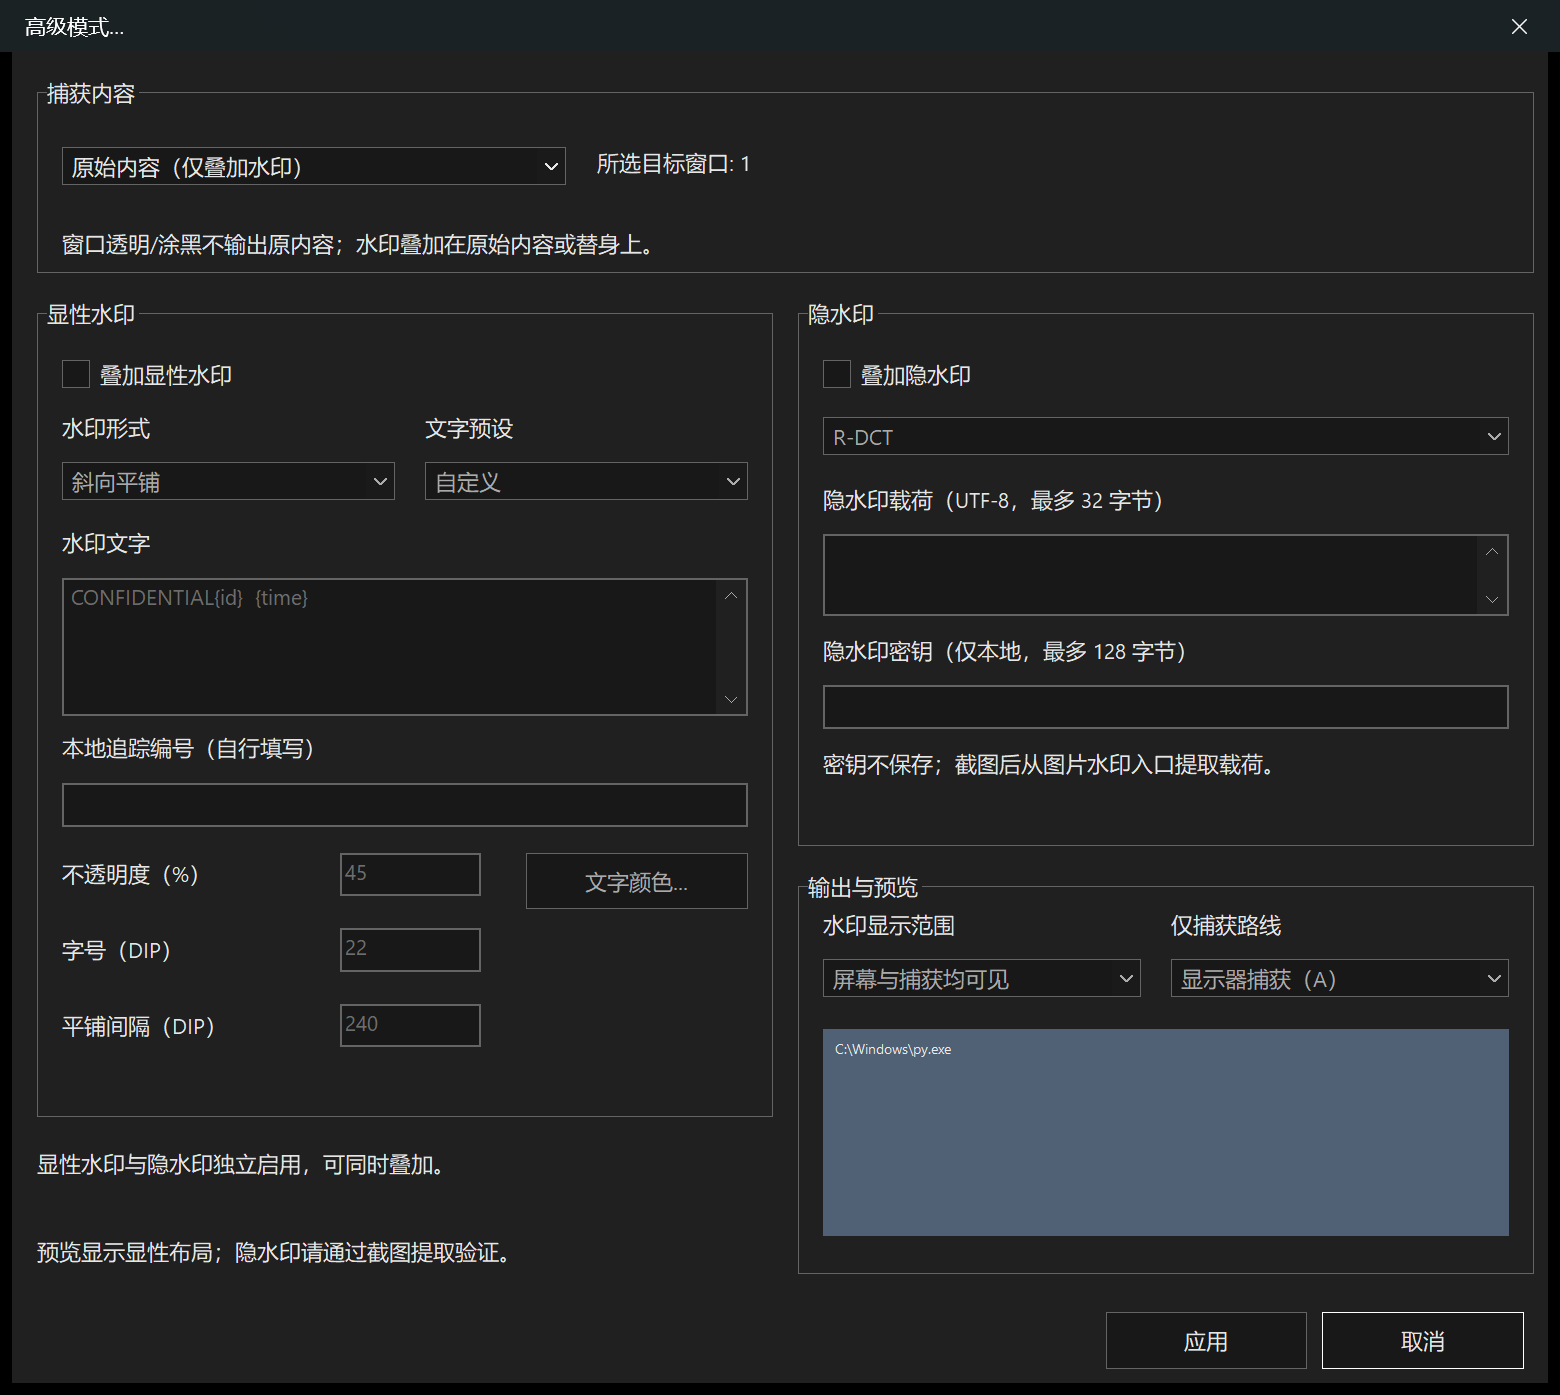 高级模式...
捕获内容
原始内容（仅叠加水印）
所选目标窗口: 1
窗口透明/涂黑不输出原内容；水印叠加在原始内容或替身上。
显性水印
叠加显性水印
水印形式
文字预设
斜向平铺
自定义
水印文字
CONFIDENTIAL{id}  {time}
本地追踪编号（自行填写）
不透明度（%）
45
文字颜色...
字号（DIP）
22
平铺间隔（DIP）
240
隐水印
叠加隐水印
R-DCT
隐水印载荷（UTF-8，最多 32 字节）
隐水印密钥（仅本地，最多 128 字节）
密钥不保存；截图后从图片水印入口提取载荷。
输出与预览
水印显示范围
仅捕获路线
屏幕与捕获均可见
显示器捕获（A）
C:\Windows\py.exe
显性水印与隐水印独立启用，可同时叠加。
预览显示显性布局；隐水印请通过截图提取验证。
应用
取消